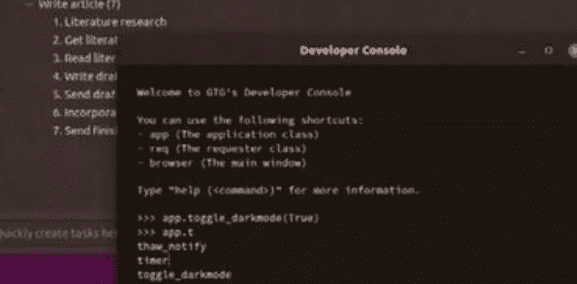 Write article (7)
1. Literature research
2. Get literat
3. Read liter
4. Write dra
5. Send draf
6. Incorpora
7. Send finis
Developer Console
Welcome to GTG's Developer Console
You can use the following shortcuts:
- app (The application class)
- req (The requester class)
- browser (The main window)
Type "help (<command>)" for more information.
>>> app.toggle_darkmode(True)
>>> app.t
thaw_notify
timer
toggle_darkmode
Quickly create tasks he